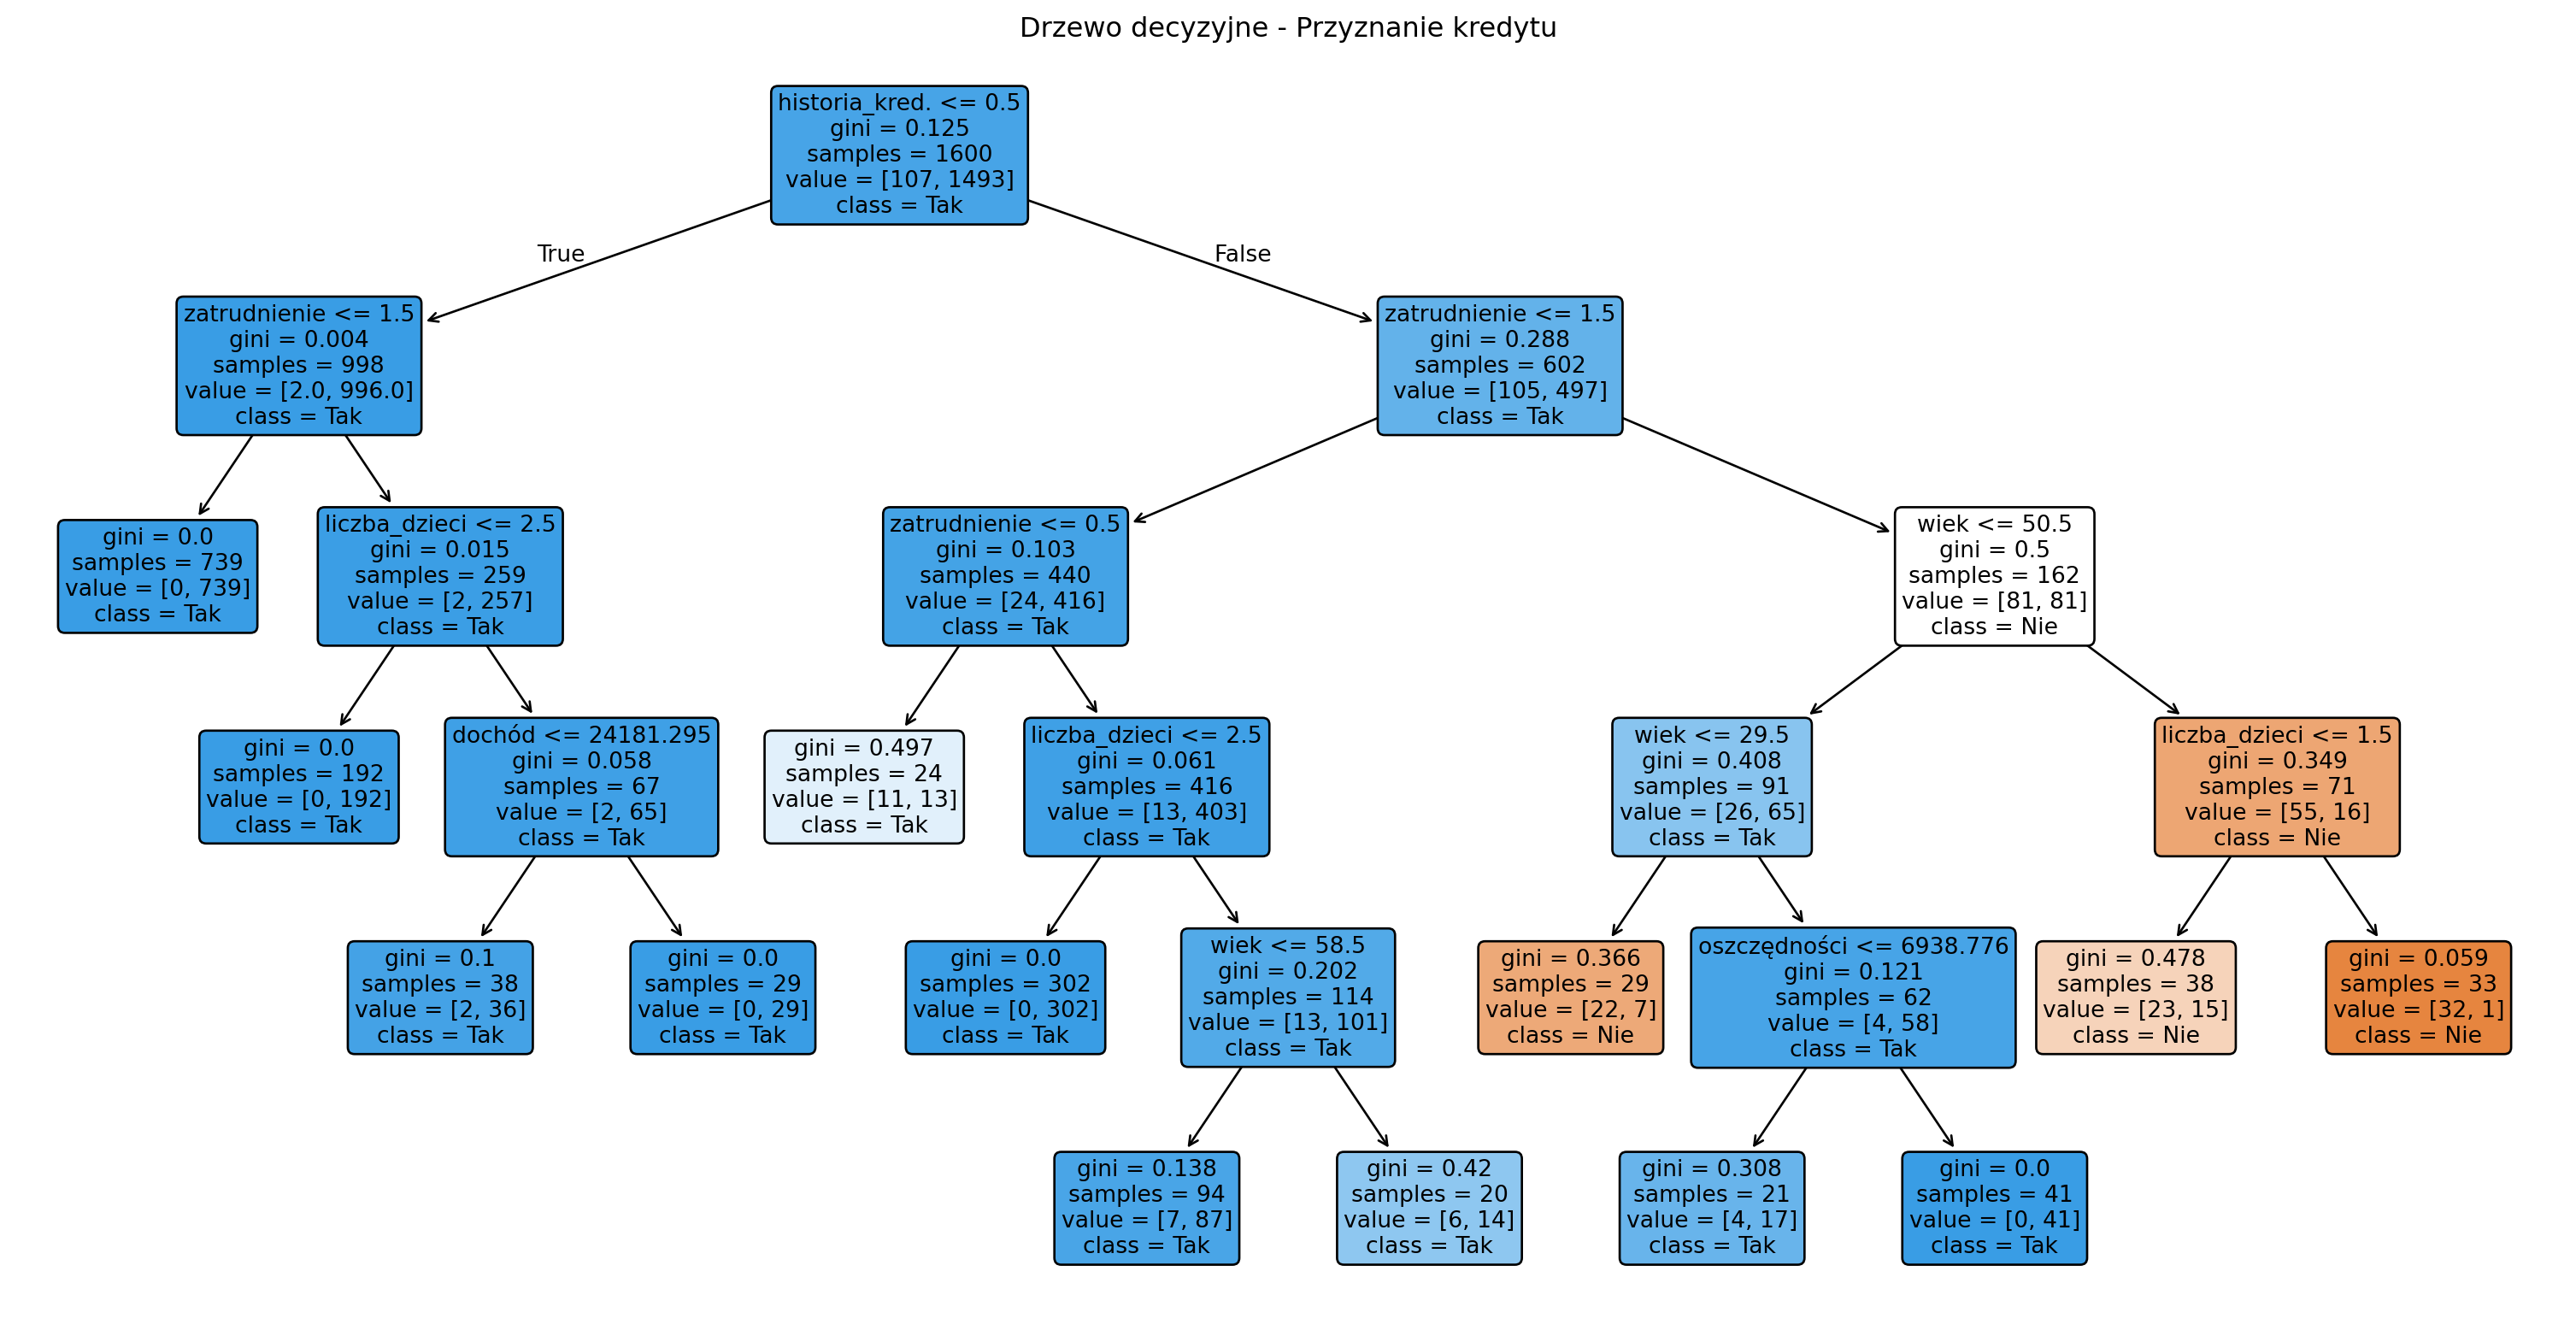 Drzewo decyzyjne - Przyznanie kredytu
historia_kred. <= 0.5
gini = 0.125
samples = 1600
value = [107, 1493]
class = Tak
True
False
zatrudnienie <= 1.5
gini = 0.004
samples = 998
value = [2.0, 996.0]
class = Tak
zatrudnienie <= 1.5
gini = 0.288
samples = 602
value = [105, 497]
class = Tak
gini = 0.0
samples = 739
value = [0, 739]
class = Tak
liczba_dzieci <= 2.5
gini = 0.015
samples = 259
value = [2, 257]
class = Tak
zatrudnienie <= 0.5
gini = 0.103
samples = 440
value = [24, 416]
class = Tak
wiek <= 50.5
gini = 0.5
samples = 162
value = [81, 81]
class = Nie
gini = 0.0
samples = 192
value = [0, 192]
class = Tak
dochód <= 24181.295
gini = 0.058
samples = 67
value = [2, 65]
class = Tak
gini = 0.497
samples = 24
value = [11, 13]
class = Tak
liczba_dzieci <= 2.5
gini = 0.061
samples = 416
value = [13, 403]
class = Tak
wiek <= 29.5
gini = 0.408
samples = 91
value = [26, 65]
class = Tak
liczba_dzieci <= 1.5
gini = 0.349
samples = 71
value = [55, 16]
class = Nie
gini = 0.1
samples = 38
value = [2, 36]
class = Tak
gini = 0.0
samples = 29
value = [0, 29]
class = Tak
gini = 0.0
samples = 302
value = [0, 302]
class = Tak
wiek <= 58.5
gini = 0.202
samples = 114
value = [13, 101]
class = Tak
gini = 0.366
samples = 29
value = [22, 7]
class = Nie
oszczędności <= 6938.776
gini = 0.121
samples = 62
value = [4, 58]
class = Tak
gini = 0.478
samples = 38
value = [23, 15]
class = Nie
gini = 0.059
samples = 33
value = [32, 1]
class = Nie
gini = 0.138
samples = 94
value = [7, 87]
class = Tak
gini = 0.42
samples = 20
value = [6, 14]
class = Tak
gini = 0.308
samples = 21
value = [4, 17]
class = Tak
gini = 0.0
samples = 41
value = [0, 41]
class = Tak